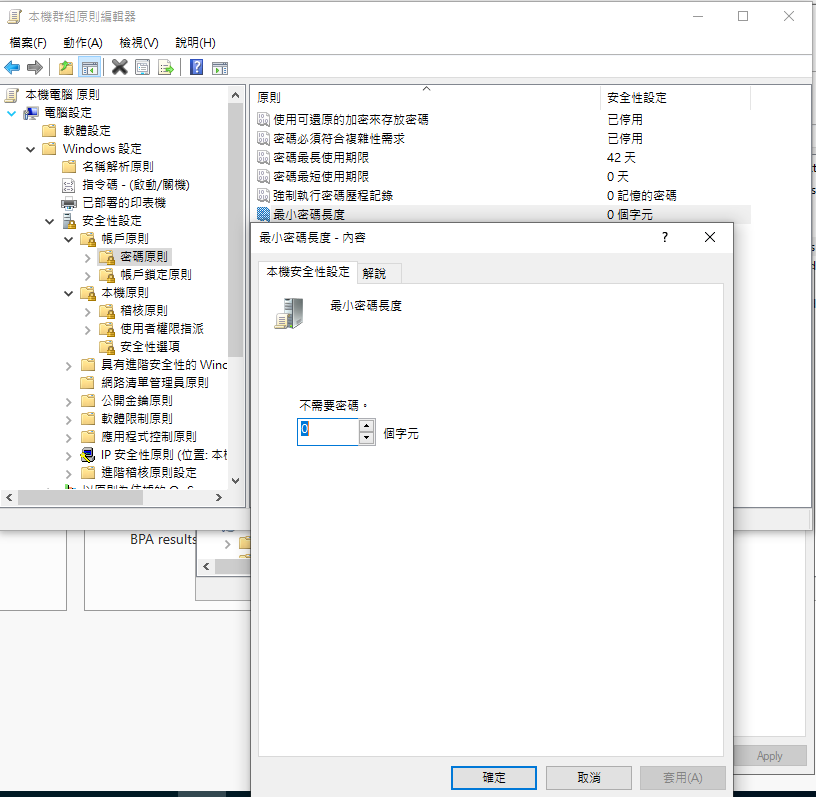 本機群組原則編輯器
檔案(F) 動作(A) 檢視(V) 說明(H)
本機電腦 原則
電腦設定
軟體設定
Windows 設定
名稱解析原則
指令碼 - (啟動/關機)
已部署的印表機
安全性設定
帳戶原則
密碼原則
帳戶鎖定原則
本機原則
稽核原則
使用者權限指派
安全性選項
具有進階安全性的 Winc
網路清單管理員原則
公開金鑰原則
軟體限制原則
應用程式控制原則
IP 安全性原則 (位置: 本機
進階稽核原則設定
原則 安全性設定
使用可還原的加密來存放密碼 已停用
密碼必須符合複雜性需求 已停用
密碼最長使用期限 42 天
密碼最短使用期限 0 天
強制執行密碼歷程記錄 0 記憶的密碼
最小密碼長度 0 個字元
最小密碼長度 - 內容 ?
本機安全性設定 解說
最小密碼長度
不需要密碼。
0 個字元
確定 取消 套用(A)
BPA results
Apply